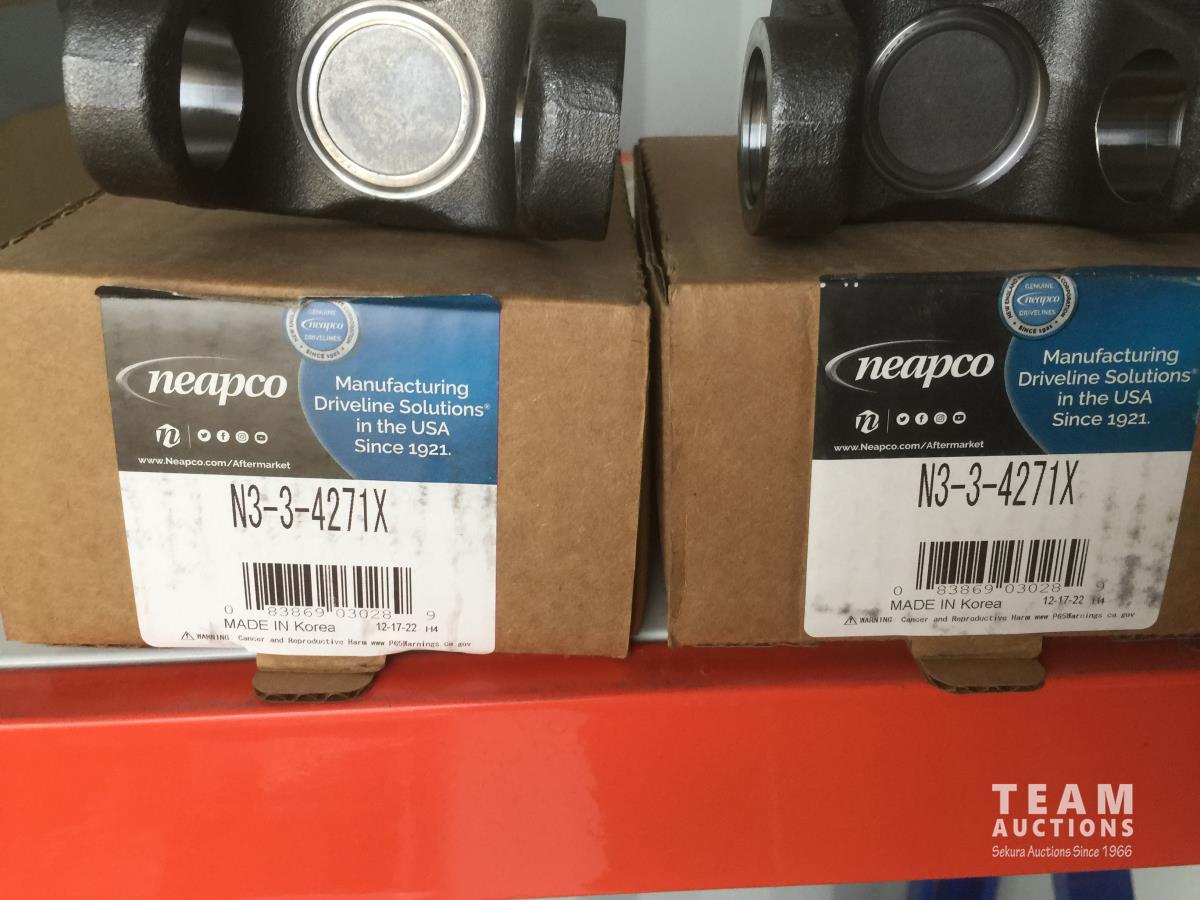 GENUINE
neapco
DRIVELINES
SINCE 1921
neapco
Manufacturing
Driveline Solutions®
in the USA
Since 1921.
www.Neapco.com/Aftermarket
N3-3-4271X
0 83869 03028 9
MADE IN Korea 12-17-22 H4
WARNING Cancer and Reproductive Harm www P65Warnings ca gov
GENUINE
neapco
DRIVELINES
SINCE 1921
neapco
Manufacturing
Driveline Solutions®
in the USA
Since 1921.
www.Neapco.com/Aftermarket
N3-3-4271X
0 83869 03028 9
MADE IN Korea 12-17-22 H4
WARNING Cancer and Reproductive Harm www P65Warnings ca gov
TEAM
AUCTIONS
Sekura Auctions Since 1966